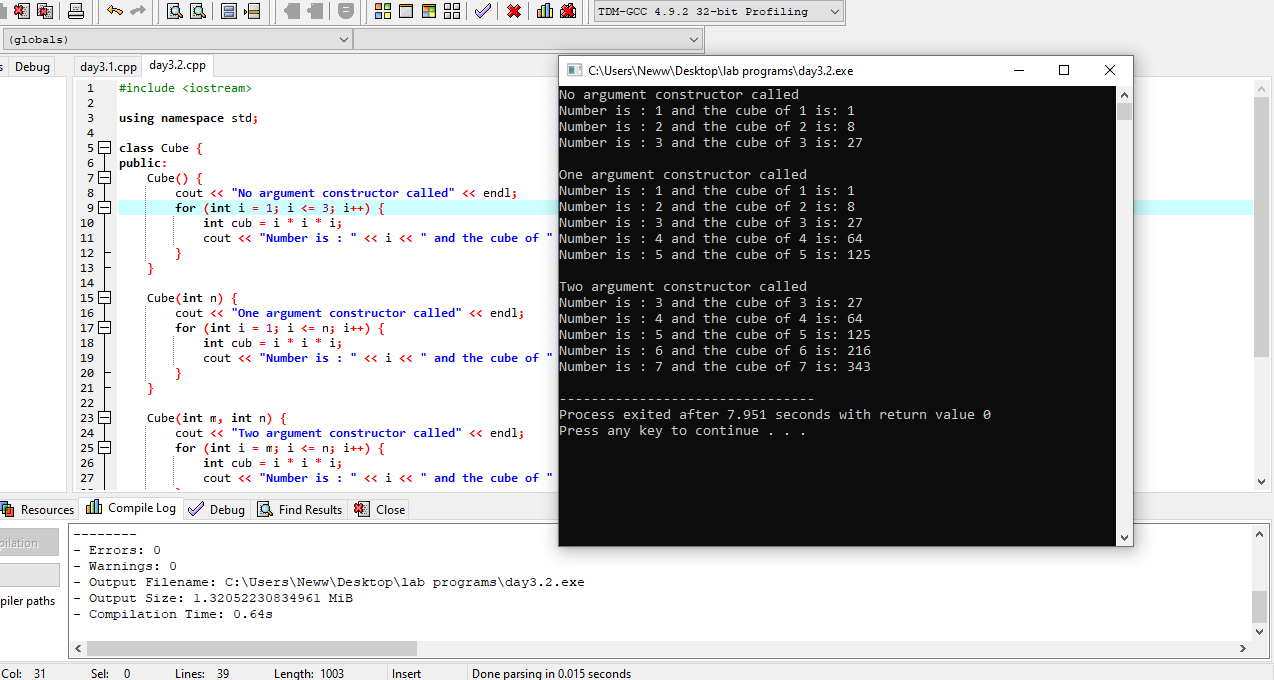 TDM-GCC 4.9.2 32-bit Profiling
(globals)
Debug
day3.1.cpp
day3.2.cpp
1 #include <iostream>
2
3 using namespace std;
4
5 class Cube {
6 public:
7 Cube() {
8 cout << "No argument constructor called" << endl;
9 for (int i = 1; i <= 3; i++) {
10 int cub = i * i * i;
11 cout << "Number is : " << i << " and the cube of "
12 }
13 }
14
15 Cube(int n) {
16 cout << "One argument constructor called" << endl;
17 for (int i = 1; i <= n; i++) {
18 int cub = i * i * i;
19 cout << "Number is : " << i << " and the cube of "
20 }
21 }
22
23 Cube(int m, int n) {
24 cout << "Two argument constructor called" << endl;
25 for (int i = m; i <= n; i++) {
26 int cub = i * i * i;
27 cout << "Number is : " << i << " and the cube of "
C:\Users\Neww\Desktop\lab programs\day3.2.exe
No argument constructor called
Number is : 1 and the cube of 1 is: 1
Number is : 2 and the cube of 2 is: 8
Number is : 3 and the cube of 3 is: 27
One argument constructor called
Number is : 1 and the cube of 1 is: 1
Number is : 2 and the cube of 2 is: 8
Number is : 3 and the cube of 3 is: 27
Number is : 4 and the cube of 4 is: 64
Number is : 5 and the cube of 5 is: 125
Two argument constructor called
Number is : 3 and the cube of 3 is: 27
Number is : 4 and the cube of 4 is: 64
Number is : 5 and the cube of 5 is: 125
Number is : 6 and the cube of 6 is: 216
Number is : 7 and the cube of 7 is: 343
--------------------------------
Process exited after 7.951 seconds with return value 0
Press any key to continue . . .
Resources
Compile Log
Debug
Find Results
Close
pilation
piler paths
--------
- Errors: 0
- Warnings: 0
- Output Filename: C:\Users\Neww\Desktop\lab programs\day3.2.exe
- Output Size: 1.32052230834961 MiB
- Compilation Time: 0.64s
Col: 31 Sel: 0 Lines: 39 Length: 1003 Insert Done parsing in 0.015 seconds